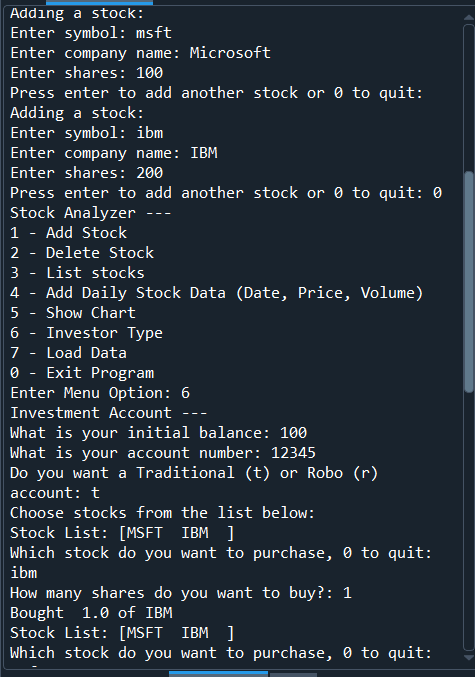 Adding a stock:
Enter symbol: msft
Enter company name: Microsoft
Enter shares: 100
Press enter to add another stock or 0 to quit:
Adding a stock:
Enter symbol: ibm
Enter company name: IBM
Enter shares: 200
Press enter to add another stock or 0 to quit: 0
Stock Analyzer ---
1 - Add Stock
2 - Delete Stock
3 - List stocks
4 - Add Daily Stock Data (Date, Price, Volume)
5 - Show Chart
6 - Investor Type
7 - Load Data
0 - Exit Program
Enter Menu Option: 6
Investment Account ---
What is your initial balance: 100
What is your account number: 12345
Do you want a Traditional (t) or Robo (r)
account: t
Choose stocks from the list below:
Stock List: [MSFT  IBM  ]
Which stock do you want to purchase, 0 to quit:
ibm
How many shares do you want to buy?: 1
Bought  1.0 of IBM
Stock List: [MSFT  IBM  ]
Which stock do you want to purchase, 0 to quit: